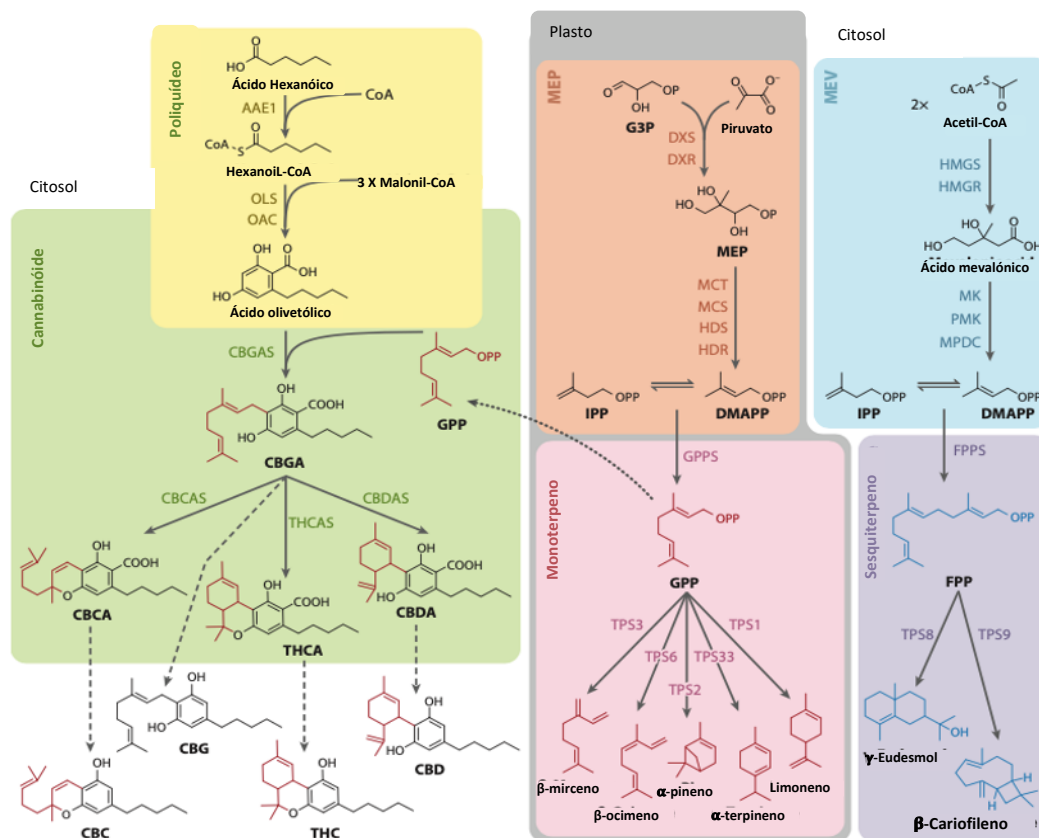 Citosol
Poliquídeo
HO
O
Ácido Hexanóico
AAE1
CoA
CoA
S
O
HexanoiL-CoA
3 X Malonil-CoA
OLS
OAC
OH
O
OH
HO
Ácido olivetólico
Cannabinóide
CBGAS
OPP
GPP
OH
COOH
HO
CBGA
CBCAS
THCAS
CBDAS
OH
COOH
O
CBCA
OH
COOH
O
THCA
OH
COOH
HO
CBDA
OH
HO
CBG
OH
HO
CBD
OH
O
CBC
OH
O
THC
Plasto
MEP
O
OP
OH
G3P
O
O⁻
O
Piruvato
DXS
DXR
HO
OH
HO
OP
OH
MEP
MCT
MCS
HDS
HDR
OPP
IPP
OPP
DMAPP
Monoterpeno
GPPS
OPP
GPP
TPS3
TPS1
TPS6
TPS33
TPS2
β-mirceno
β-ocimeno
α-pineno
α-terpineno
Limoneno
Citosol
MEV
2×
CoA
S
O
Acetil-CoA
HMGS
HMGR
HO
O
HO
OH
Ácido mevalónico
MK
PMK
MPDC
OPP
IPP
OPP
DMAPP
Sesquiterpeno
FPPS
OPP
FPP
TPS8
TPS9
OH
γ-Eudesmol
H
H
β-Cariofileno